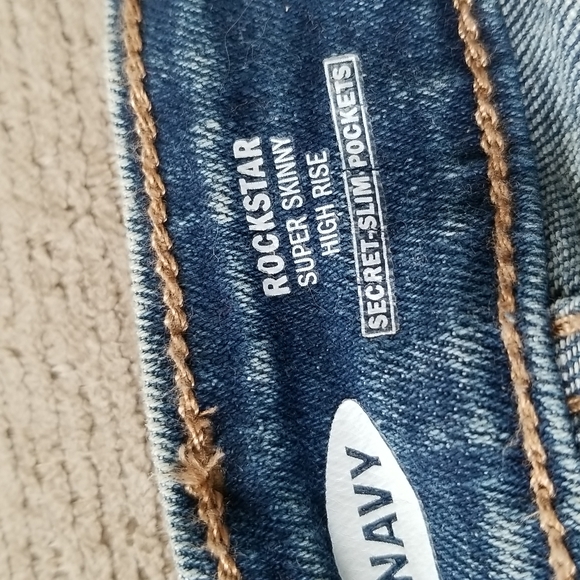 ROCKSTAR
SUPER SKINNY
HIGH RISE
SECRET-SLIM POCKETS
NAVY